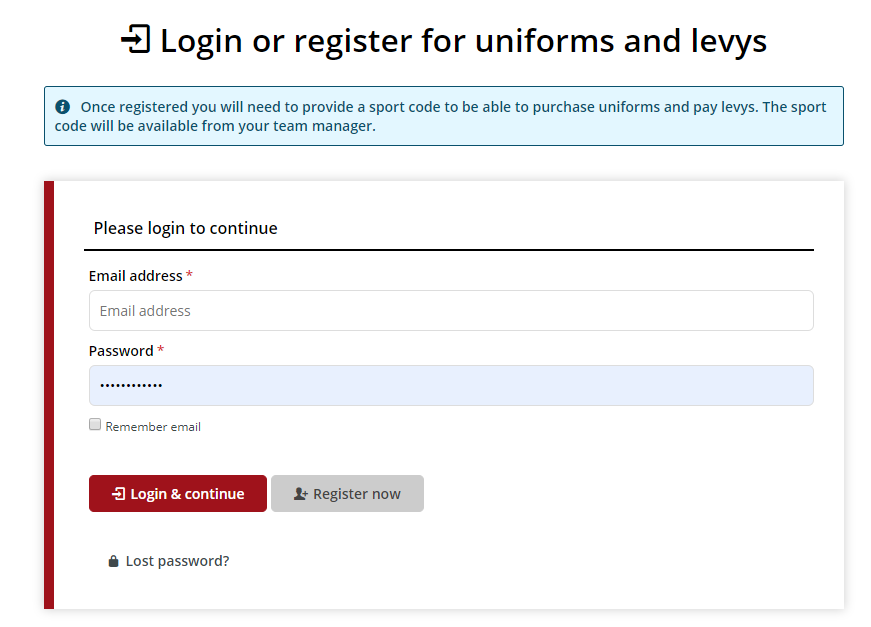 Login or register for uniforms and levys
Once registered you will need to provide a sport code to be able to purchase uniforms and pay levys. The sport
code will be available from your team manager.
Please login to continue
Email address *
Email address
Password *
••••••••••••
Remember email
Login & continue
Register now
Lost password?